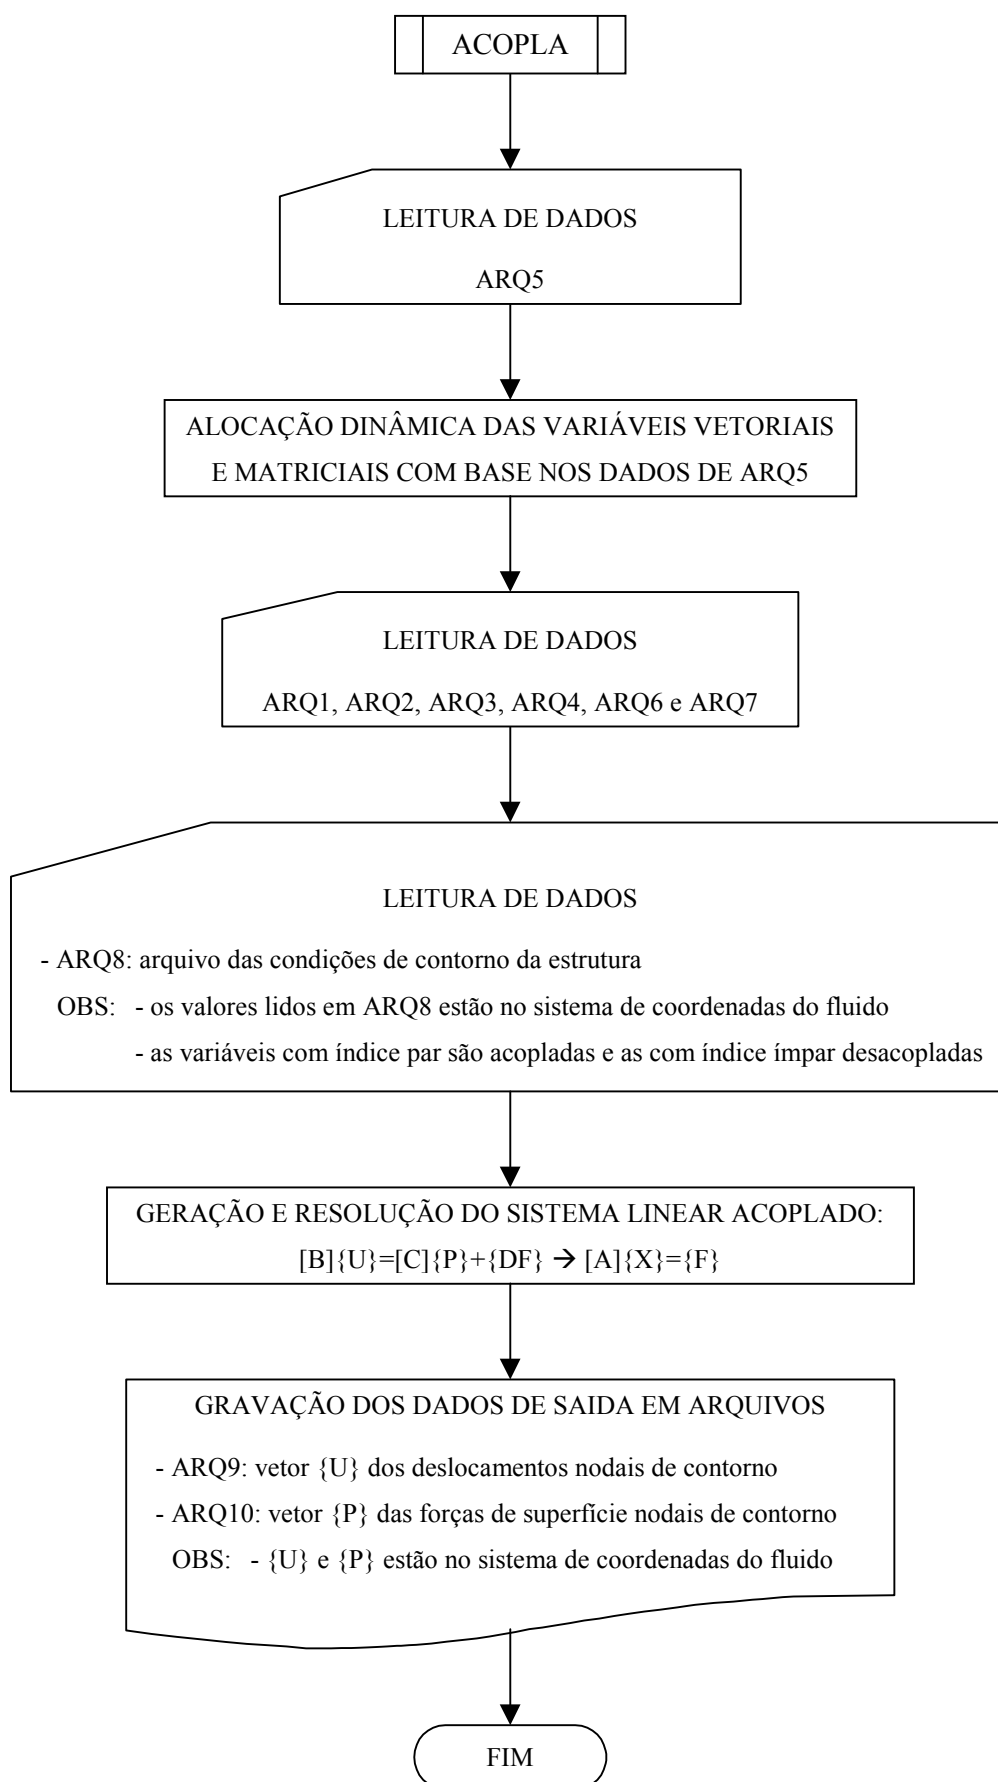 ACOPLA
LEITURA DE DADOS
ARQ5
ALOCAÇÃO DINÂMICA DAS VARIÁVEIS VETORIAIS
E MATRICIAIS COM BASE NOS DADOS DE ARQ5
LEITURA DE DADOS
ARQ1, ARQ2, ARQ3, ARQ4, ARQ6 e ARQ7
LEITURA DE DADOS
- ARQ8: arquivo das condições de contorno da estrutura
OBS: - os valores lidos em ARQ8 estão no sistema de coordenadas do fluido
- as variáveis com índice par são acopladas e as com índice ímpar desacopladas
GERAÇÃO E RESOLUÇÃO DO SISTEMA LINEAR ACOPLADO:
[B]{U}=[C]{P}+{DF} → [A]{X}={F}
GRAVAÇÃO DOS DADOS DE SAIDA EM ARQUIVOS
- ARQ9: vetor {U} dos deslocamentos nodais de contorno
- ARQ10: vetor {P} das forças de superfície nodais de contorno
OBS: - {U} e {P} estão no sistema de coordenadas do fluido
FIM